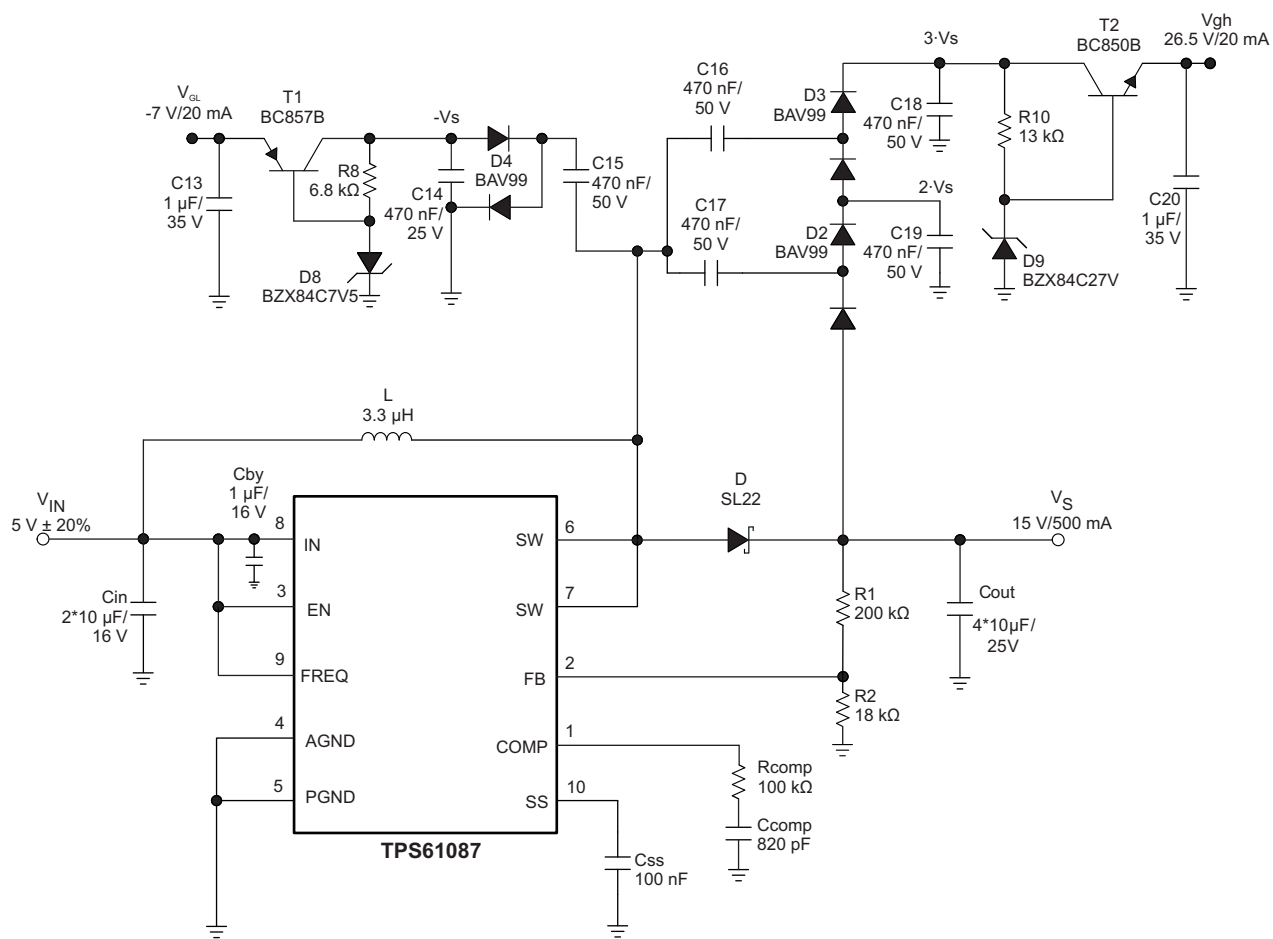 Vgh
26.5 V/20 mA
T2
BC850B
3·Vs
C16
470 nF/
50 V
D3
BAV99
C18
470 nF/
50 V
R10
13 kΩ
V_GL
-7 V/20 mA
T1
BC857B
-Vs
D4
BAV99
R8
6.8 kΩ
C13
1 µF/
35 V
C14
470 nF/
25 V
C15
470 nF/
50 V
C17
470 nF/
50 V
2·Vs
D2
BAV99
C19
470 nF/
50 V
C20
1 µF/
35 V
D9
BZX84C27V
D8
BZX84C7V5
L
3.3 µH
Cby
1 µF/
16 V
V_IN
5 V ± 20%
D
SL22
V_S
15 V/500 mA
8
IN
6
SW
3
EN
7
SW
Cin
2*10 µF/
16 V
R1
200 kΩ
Cout
4*10µF/
25V
9
FREQ
2
FB
R2
18 kΩ
4
AGND
1
COMP
5
PGND
10
SS
Rcomp
100 kΩ
Ccomp
820 pF
TPS61087
Css
100 nF